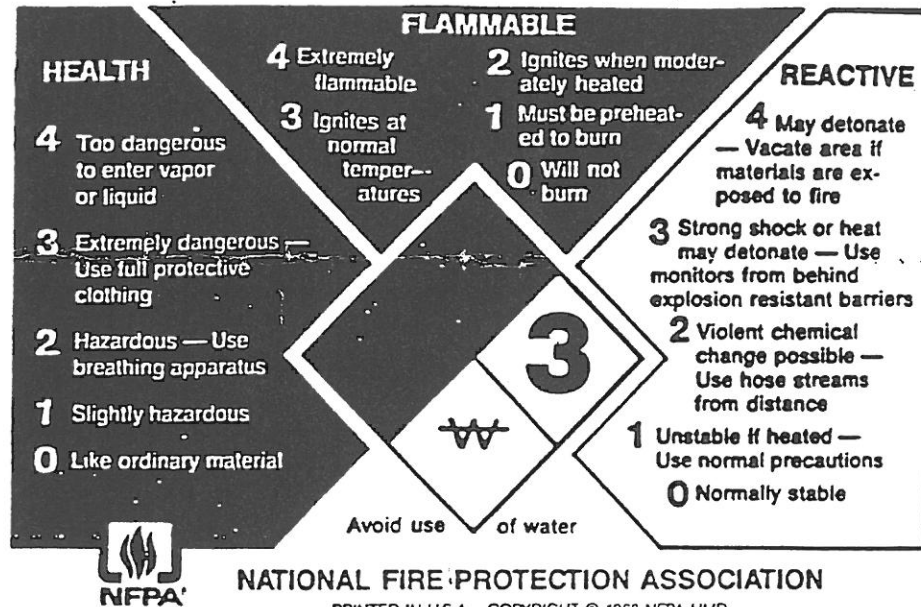 HEALTH
4 Too dangerous
to enter vapor
or liquid
3 Extremely dangerous —
Use full protective
clothing
2 Hazardous — Use
breathing apparatus
1 Slightly hazardous
0 Like ordinary material
FLAMMABLE
4 Extremely
flammable
3 Ignites at
normal
temper-
atures
2 Ignites when moder-
ately heated
1 Must be preheat-
ed to burn
0 Will not
burn
REACTIVE
4 May detonate
— Vacate area if
materials are ex-
posed to fire
3 Strong shock or heat
may detonate — Use
monitors from behind
explosion resistant barriers
2 Violent chemical
change possible —
Use hose streams
from distance
1 Unstable if heated —
Use normal precautions
0 Normally stable
3
W
Avoid use of water
NFPA
NATIONAL FIRE PROTECTION ASSOCIATION
PRINTED IN U.S.A. COPYRIGHT ©